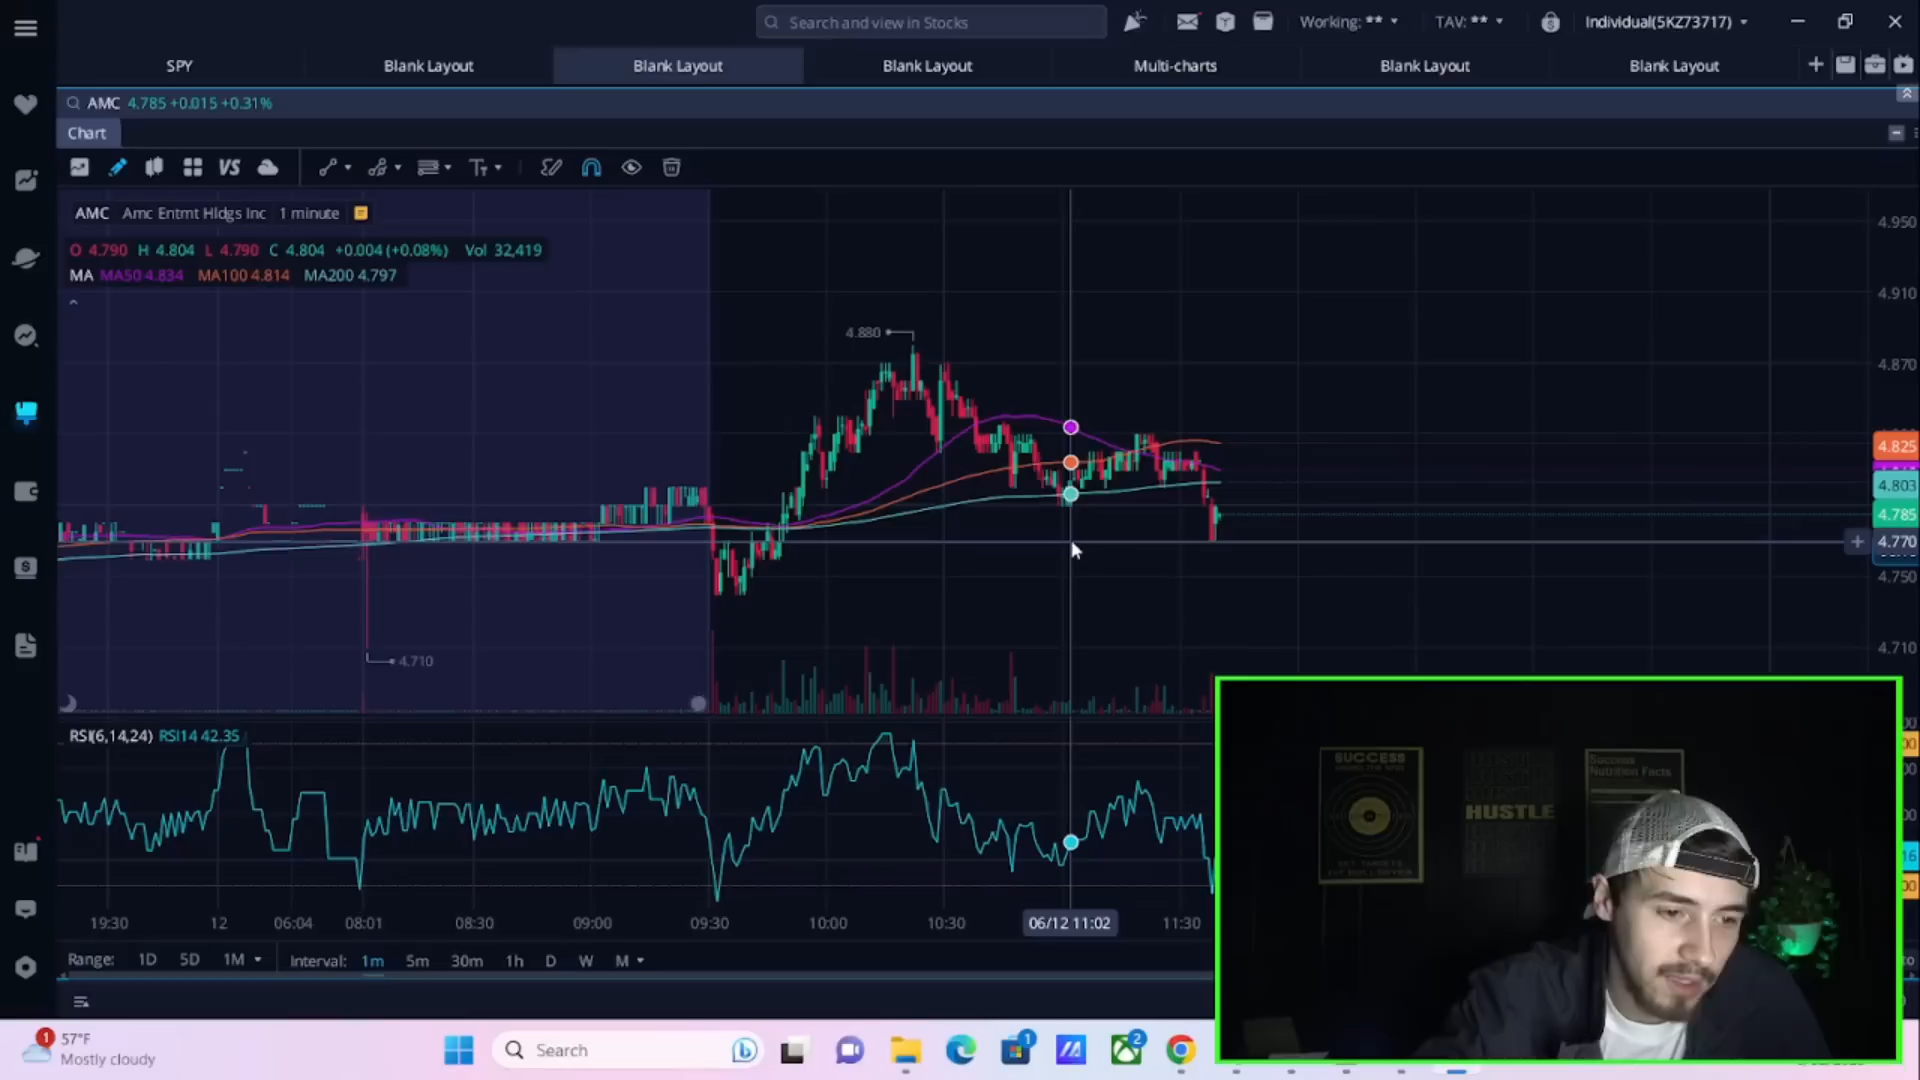 Search and view in Stocks
Working: **
TAV: **
Individual(5KZ73717)
SPY
Blank Layout
Blank Layout
Blank Layout
Multi-charts
Blank Layout
Blank Layout
AMC 4.785 +0.015 +0.31%
Chart
VS
AMC Amc Entmt Hldgs Inc 1 minute
O 4.790 H 4.804 L 4.790 C 4.804 +0.004 (+0.08%) Vol 32,419
MA MA50 4.834 MA100 4.814 MA200 4.797
4.880
4.710
4.950
4.910
4.870
4.825
4.803
4.785
4.770
4.750
4.710
RSI(6,14,24) RSI14 42.35
19:30
12
06:04
08:01
08:30
09:00
09:30
10:00
10:30
06/12 11:02
11:30
Range: 1D 5D 1M
Interval: 1m 5m 30m 1h D W M
SUCCESS
HUSTLE
Success
Nutrition Facts
1
57°F
Mostly cloudy
Search
1
2